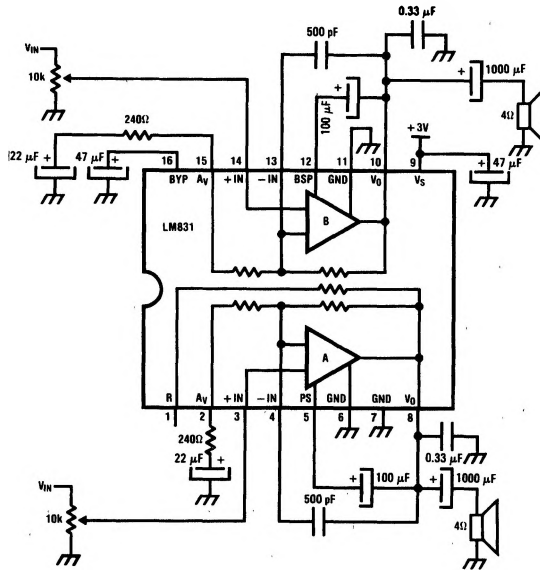 500 pF
0.33 µF
VIN
10k
+
1000 µF
100 µF
+
4Ω
240Ω
+ 3V
22 µF
+
47 µF
+
+
47 µF
16 15 14 13 12 11 10 9
BYP AV +IN −IN BSP GND VO VS
LM831
B
A
R AV +IN −IN PS GND GND VO
1 2 3 4 5 6 7 8
240Ω
22 µF
+
0.33 µF
VIN
10k
+
100 µF
+
1000 µF
500 pF
4Ω